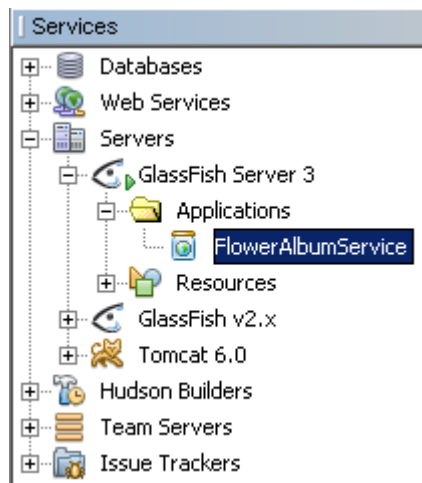 Services
Databases
Web Services
Servers
GlassFish Server 3
Applications
FlowerAlbumService
Resources
GlassFish v2.x
Tomcat 6.0
Hudson Builders
Team Servers
Issue Trackers